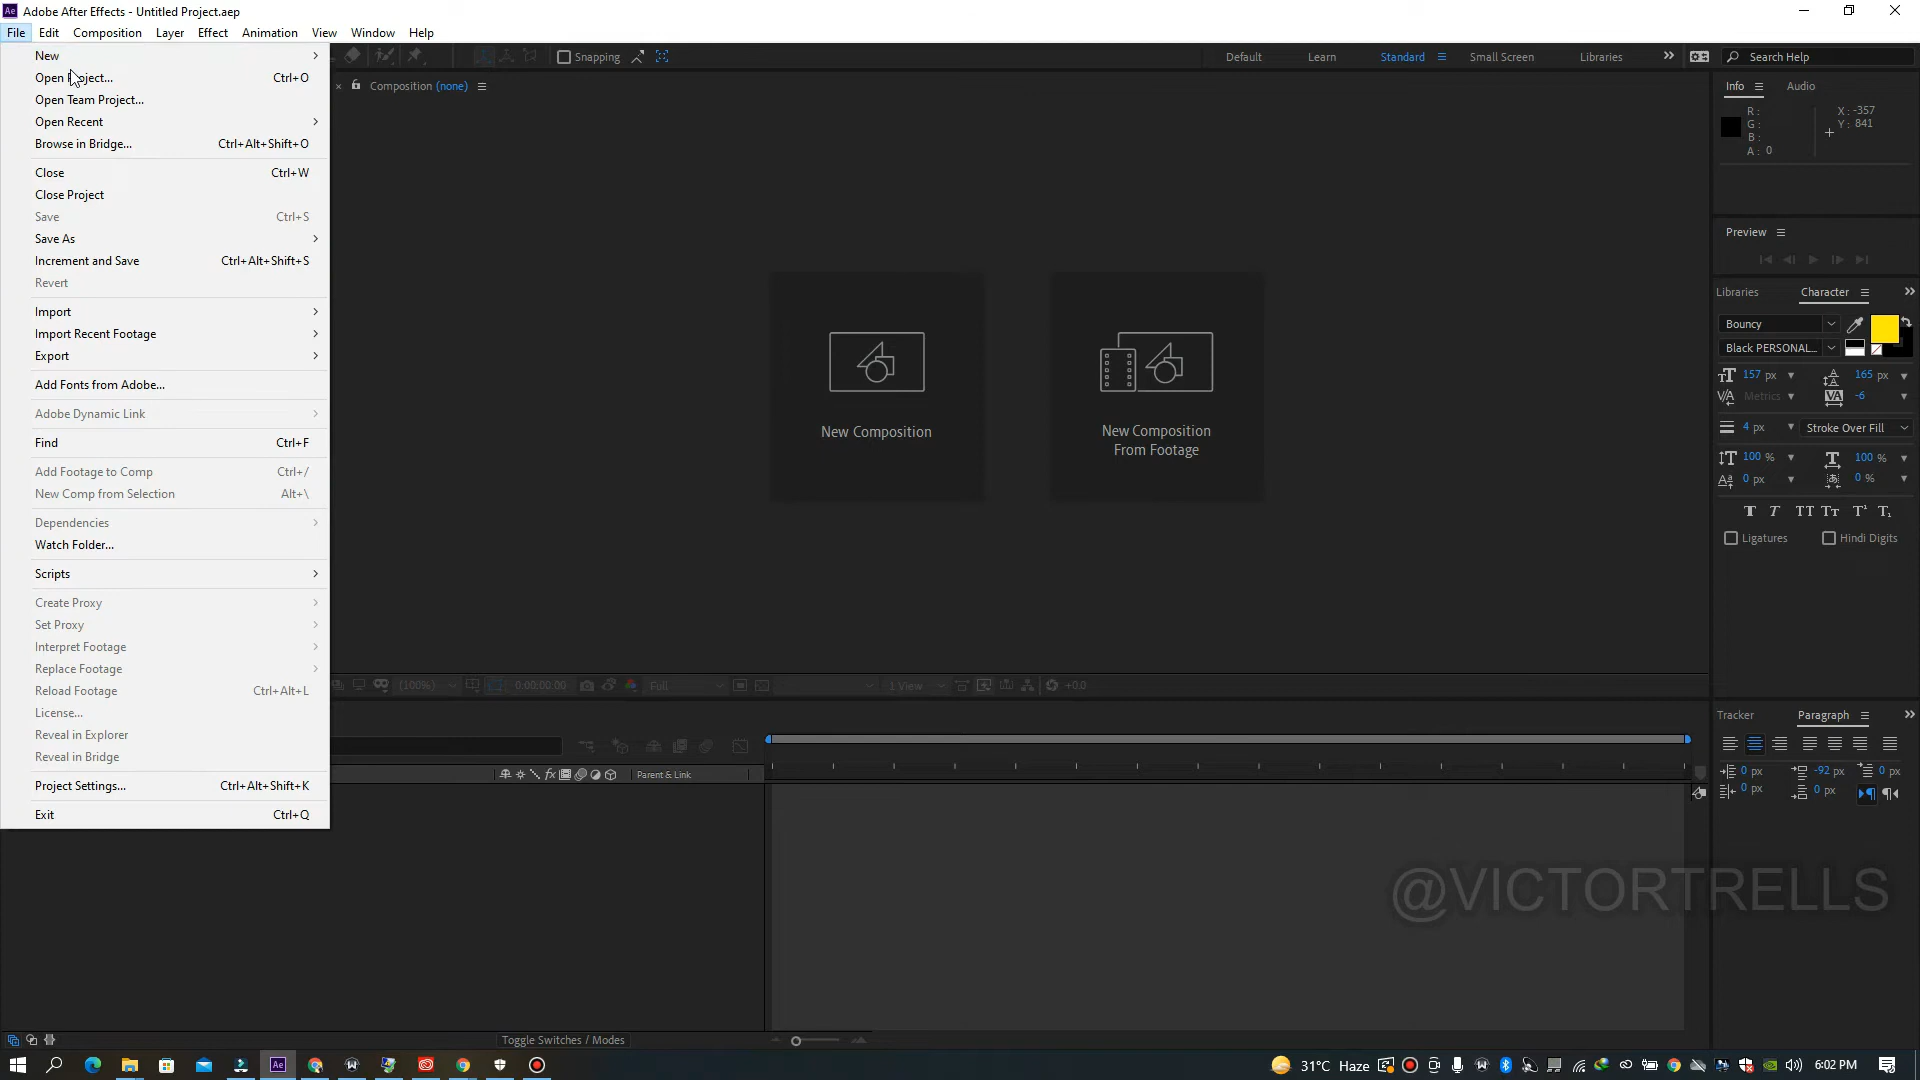 Adobe After Effects - Untitled Project.aep
File Edit Composition Layer Effect Animation View Window Help
Snapping
Default Learn Standard Small Screen Libraries Search Help
New
Open Project... Ctrl+O
Open Team Project...
Open Recent
Browse in Bridge... Ctrl+Alt+Shift+O
Close Ctrl+W
Close Project
Save Ctrl+S
Save As
Increment and Save Ctrl+Alt+Shift+S
Revert
Import
Import Recent Footage
Export
Add Fonts from Adobe...
Adobe Dynamic Link
Find Ctrl+F
Add Footage to Comp Ctrl+/
New Comp from Selection Alt+\
Dependencies
Watch Folder...
Scripts
Create Proxy
Set Proxy
Interpret Footage
Replace Footage
Reload Footage Ctrl+Alt+L
License...
Reveal in Explorer
Reveal in Bridge
Project Settings... Ctrl+Alt+Shift+K
Exit Ctrl+Q
Composition (none)
New Composition
New Composition
From Footage
(100%) 0:00:00:00 Full 1 View +0.0
Parent & Link
Toggle Switches / Modes
Info Audio
R :
G :
B :
A : 0
X : -357
Y : 841
Preview
Libraries Character
Bouncy
Black PERSONAL...
157 px 165 px
Metrics -6
4 px Stroke Over Fill
100 % 100 %
0 px 0 %
Ligatures Hindi Digits
Tracker Paragraph
0 px -92 px 0 px
0 px 0 px
@VICTORTRELLS
31°C Haze 6:02 PM